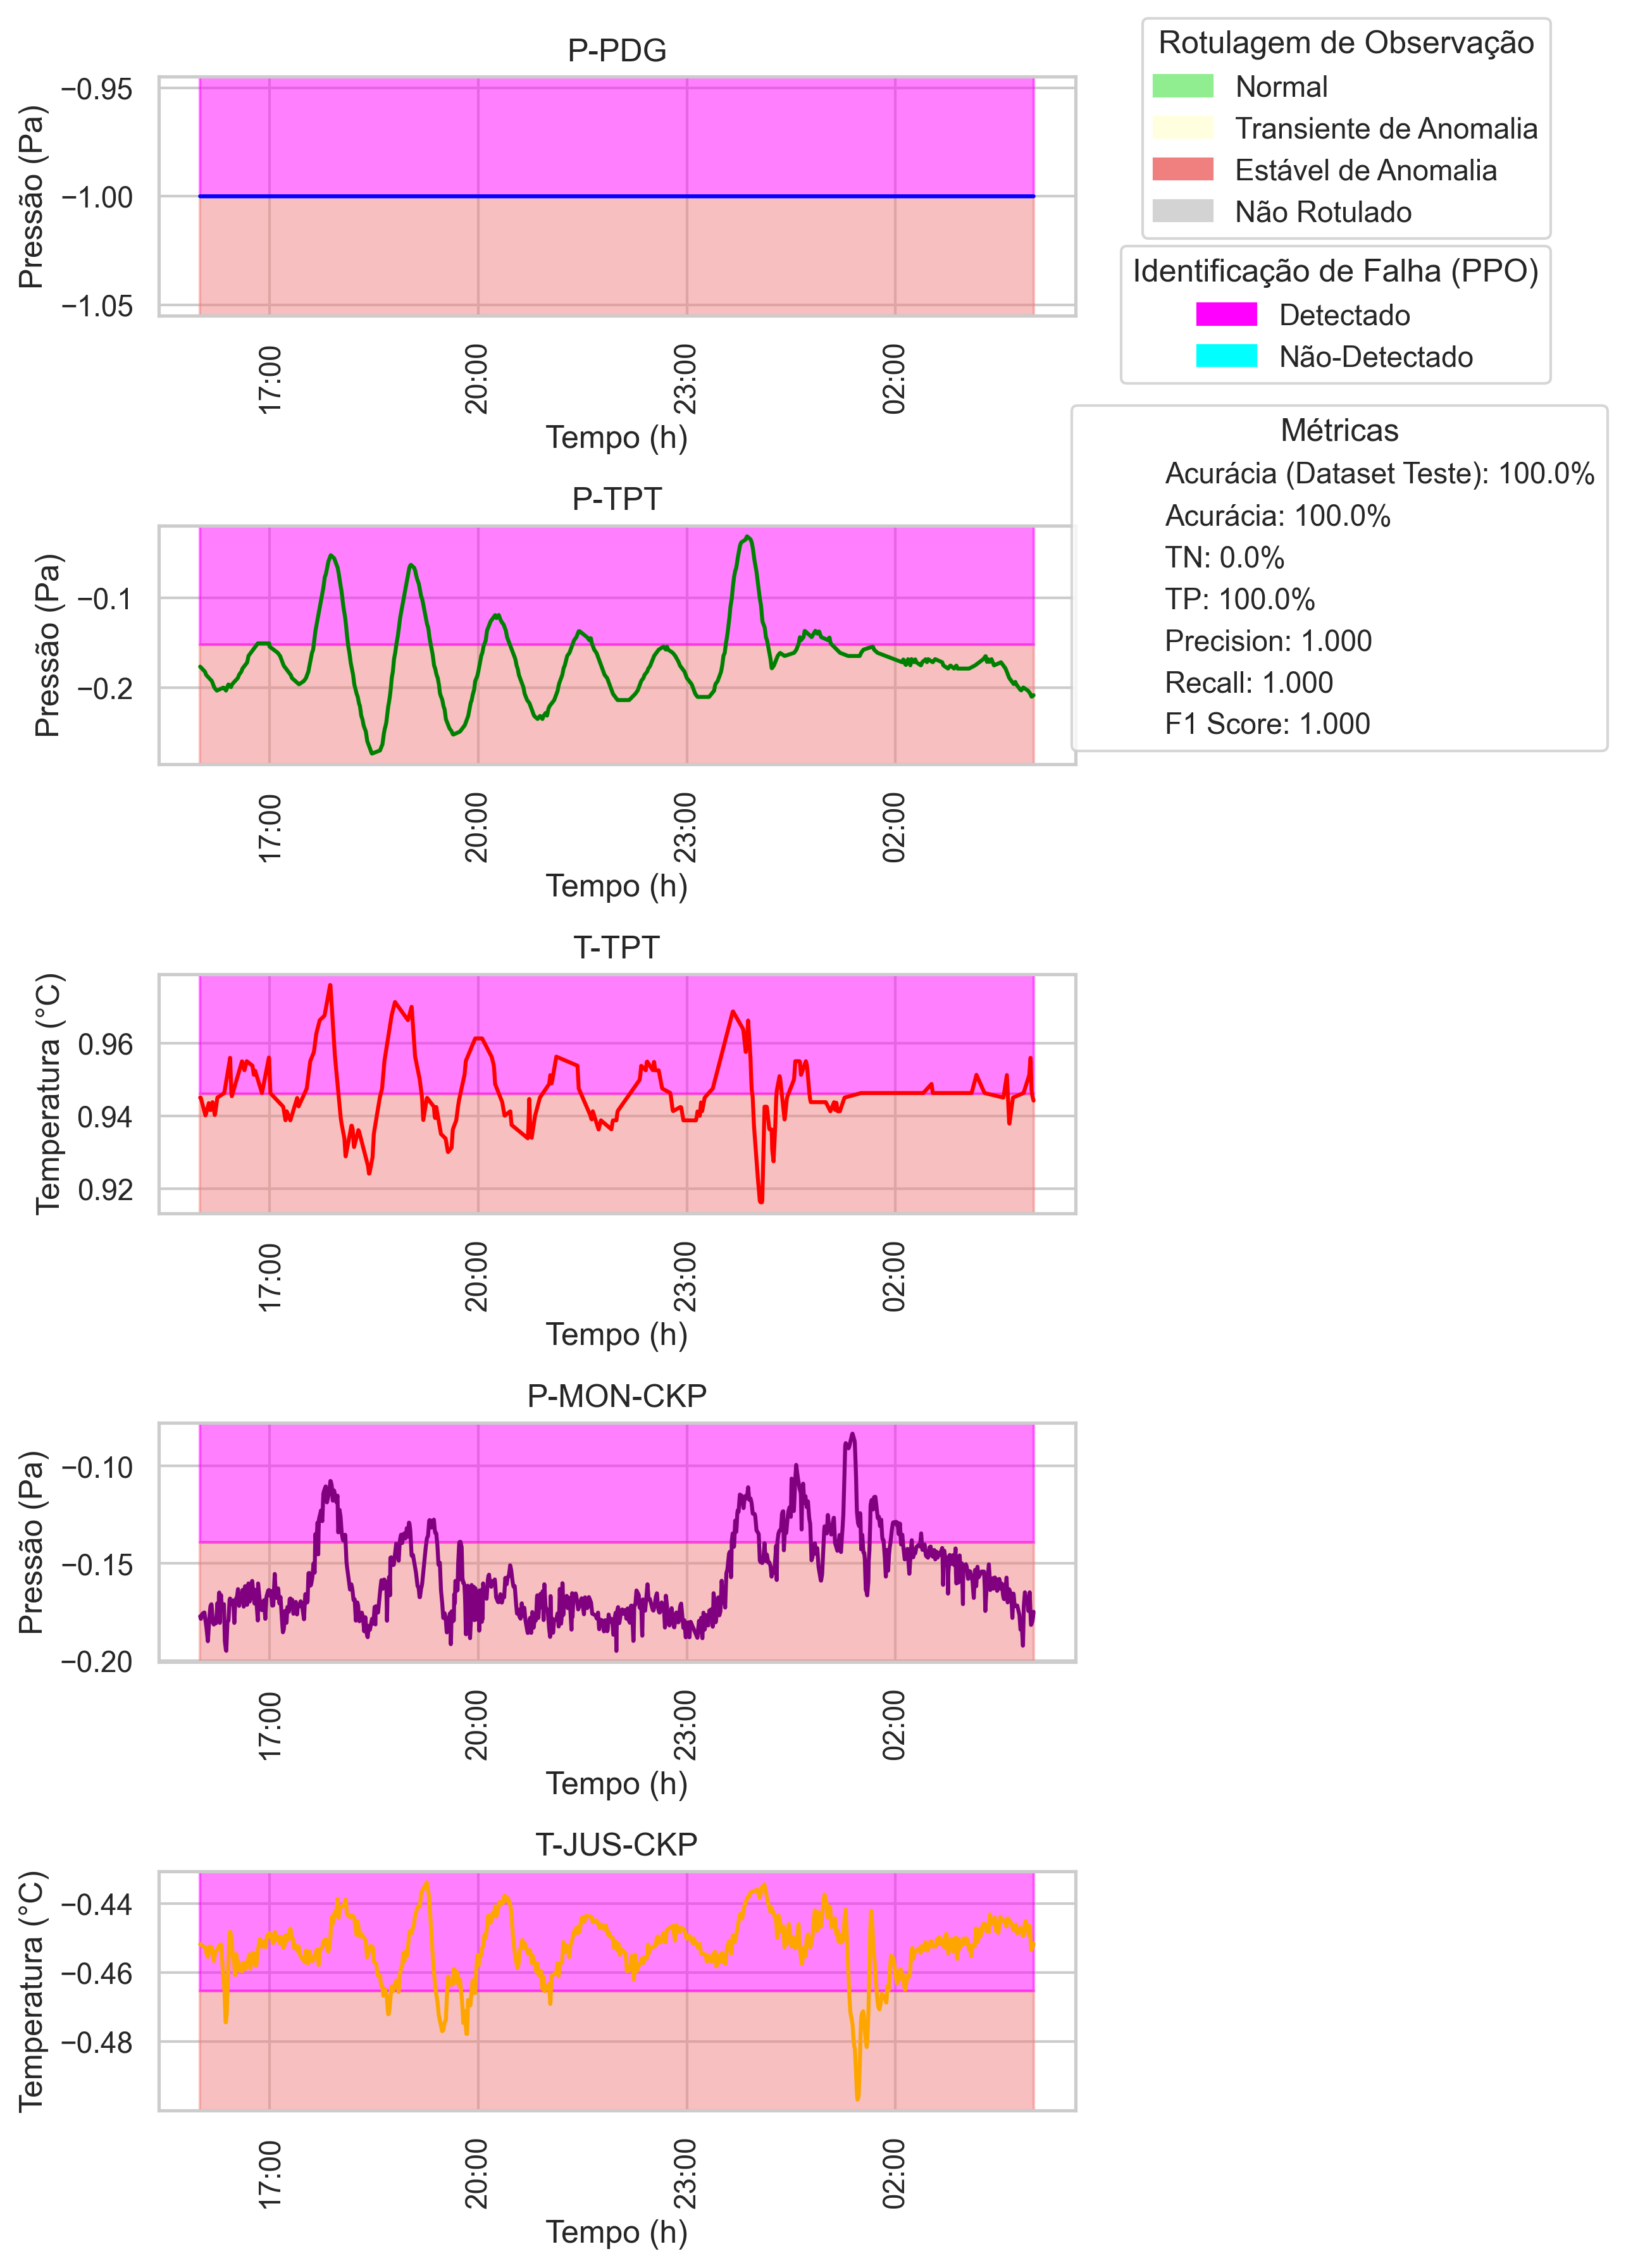 P-PDG
Pressão (Pa)
−0.95
−1.00
−1.05
17:00
20:00
23:00
02:00
Tempo (h)
Rotulagem de Observação
Normal
Transiente de Anomalia
Estável de Anomalia
Não Rotulado
Identificação de Falha (PPO)
Detectado
Não-Detectado
Métricas
Acurácia (Dataset Teste): 100.0%
Acurácia: 100.0%
TN: 0.0%
TP: 100.0%
Precision: 1.000
Recall: 1.000
F1 Score: 1.000
P-TPT
Pressão (Pa)
−0.1
−0.2
17:00
20:00
23:00
02:00
Tempo (h)
T-TPT
Temperatura (°C)
0.96
0.94
0.92
17:00
20:00
23:00
02:00
Tempo (h)
P-MON-CKP
Pressão (Pa)
−0.10
−0.15
−0.20
17:00
20:00
23:00
02:00
Tempo (h)
T-JUS-CKP
Temperatura (°C)
−0.44
−0.46
−0.48
17:00
20:00
23:00
02:00
Tempo (h)